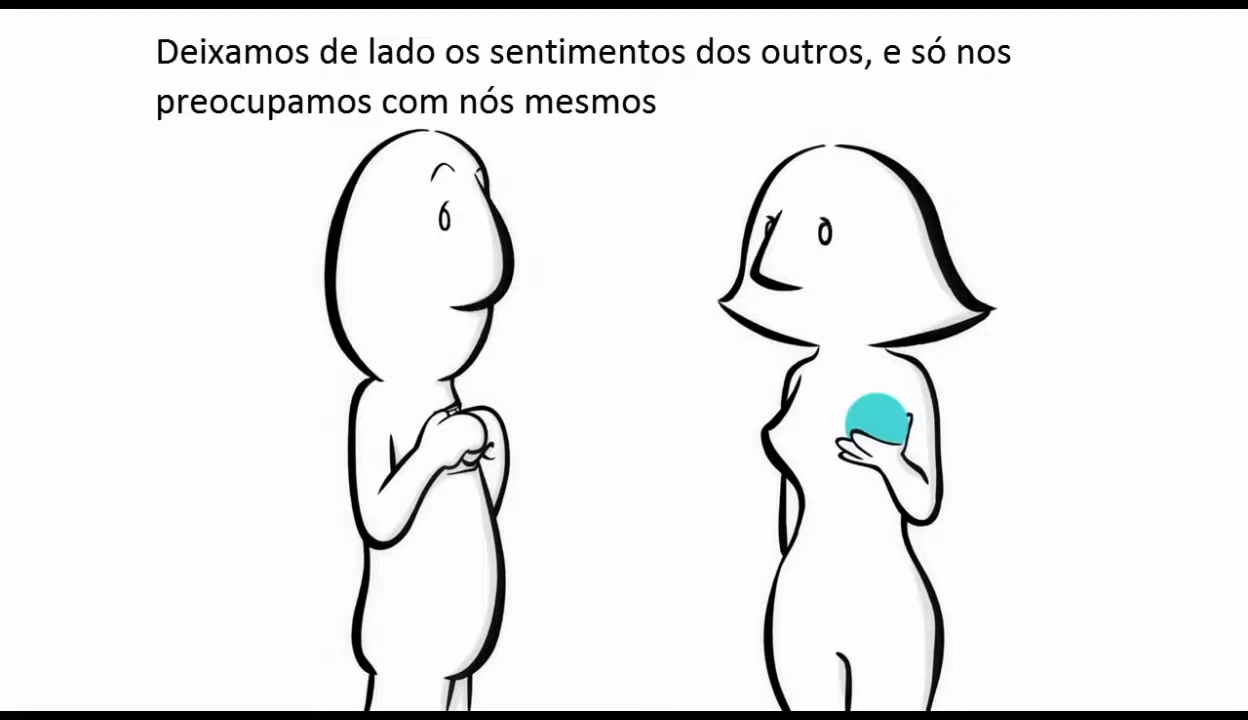 Deixamos de lado os sentimentos dos outros, e só nos
preocupamos com nós mesmos